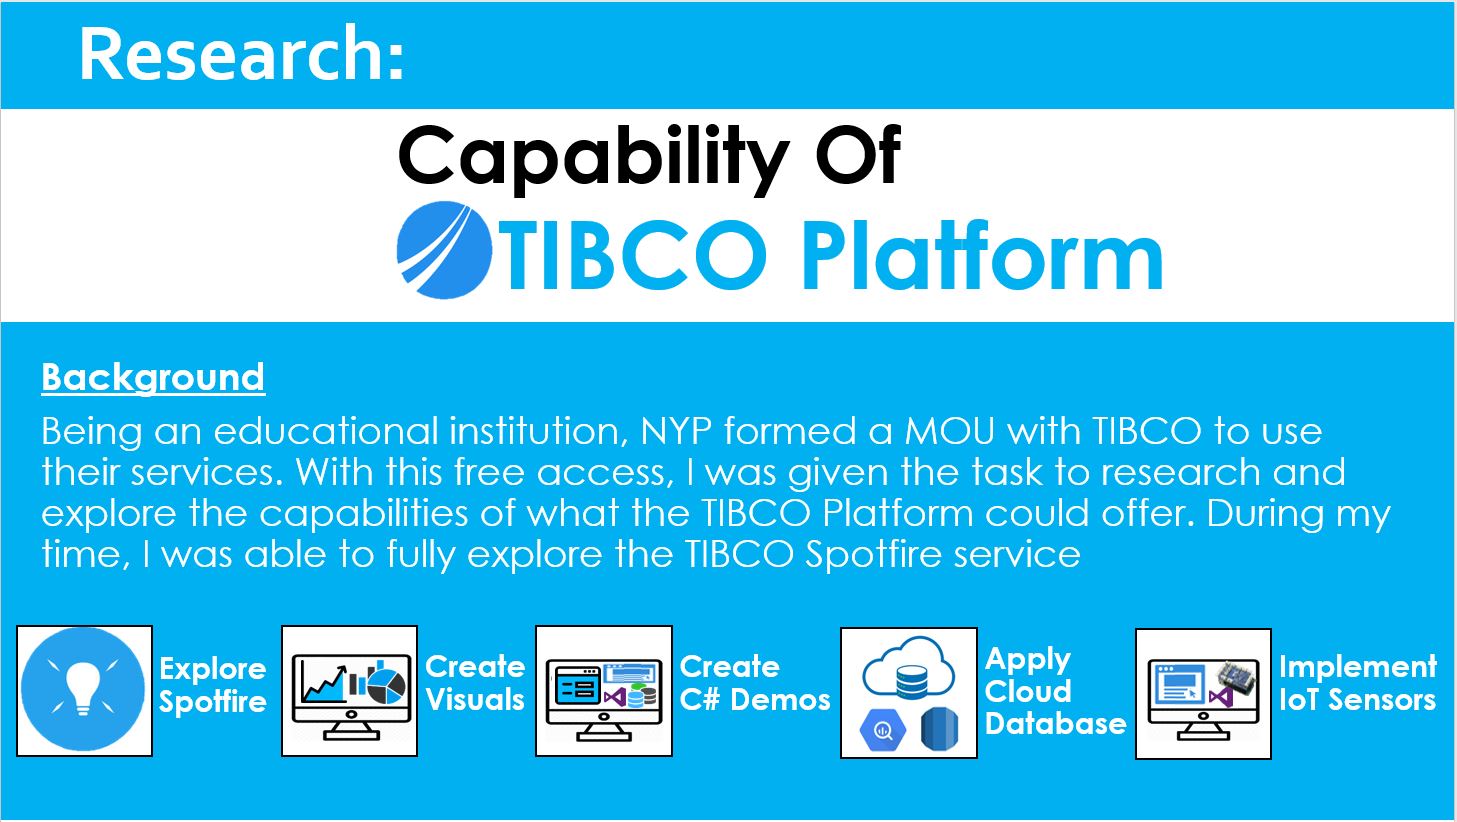 Research:
Capability Of
TIBCO Platform
Background
Being an educational institution, NYP formed a MOU with TIBCO to use
their services. With this free access, I was given the task to research and
explore the capabilities of what the TIBCO Platform could offer. During my
time, I was able to fully explore the TIBCO Spotfire service
Explore
Spotfire
Create
Visuals
Create
C# Demos
Apply
Cloud
Database
Implement
IoT Sensors